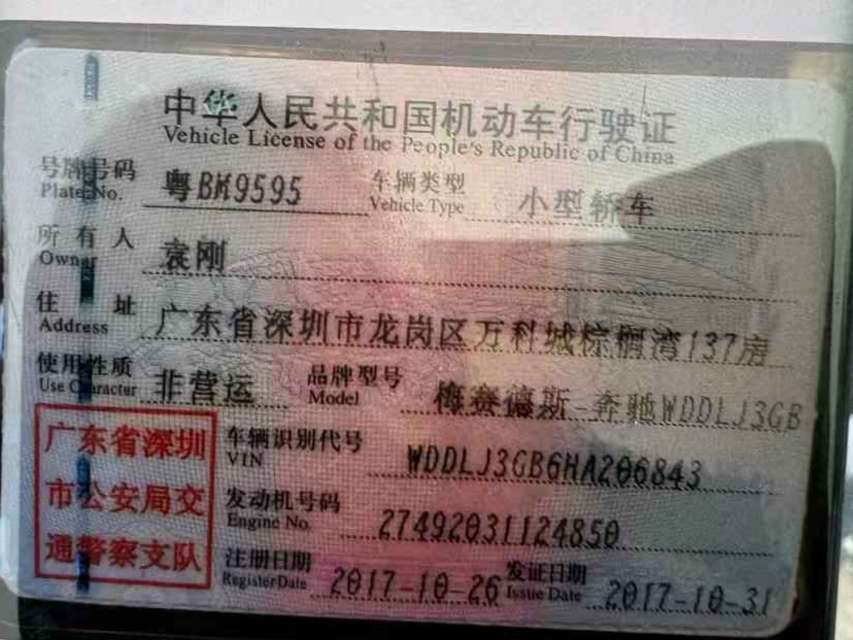 中华人民共和国机动车行驶证
Vehicle License of the People's Republic of China
号牌号码 粤BM9595 车辆类型 小型轿车
Plate No. Vehicle Type
所有人 袁刚
Owner
住址 广东省深圳市龙岗区万科城棕榈湾137房
Address
使用性质 非营运 品牌型号 梅赛德斯-奔驰WDDLJ3GB
Use Character Model
广东省深圳
市公安局交
通警察支队
车辆识别代号 WDDLJ3GB6HA206843
VIN
发动机号码 27492031124850
Engine No.
注册日期 2017-10-26 发证日期 2017-10-31
Register Date Issue Date